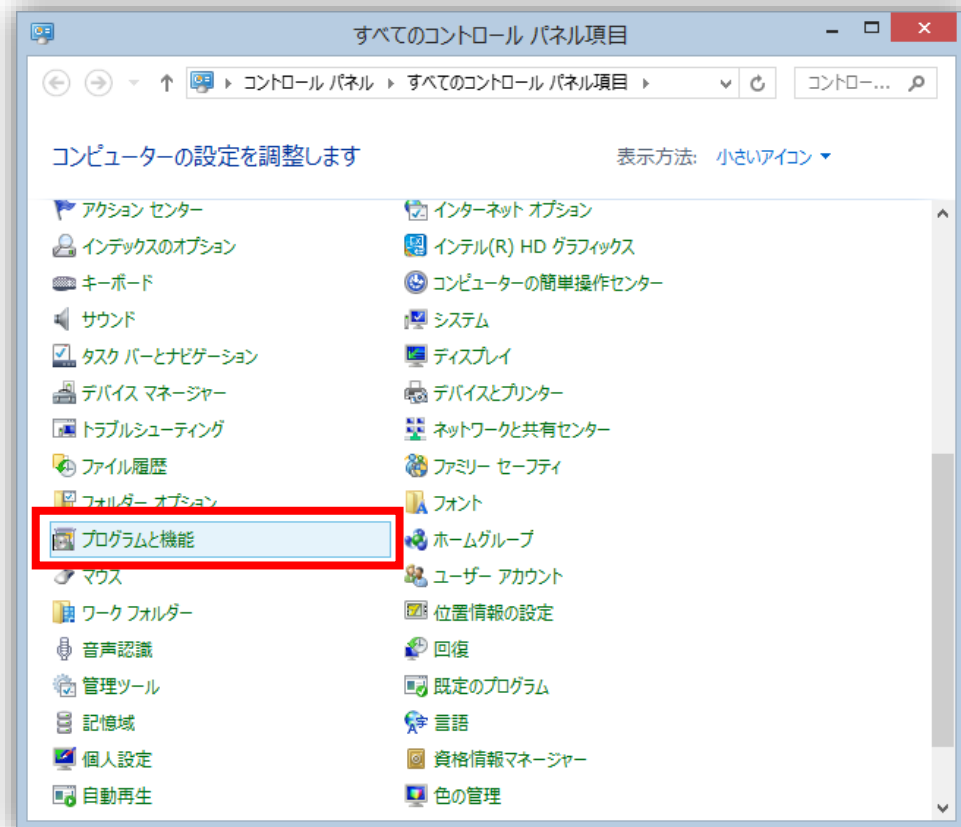 すべてのコントロール パネル項目
コントロール パネル すべてのコントロール パネル項目 コントロー...
コンピューターの設定を調整します 表示方法: 小さいアイコン
アクション センター インターネット オプション
インデックスのオプション インテル(R) HD グラフィックス
キーボード コンピューターの簡単操作センター
サウンド システム
タスク バーとナビゲーション ディスプレイ
デバイス マネージャー デバイスとプリンター
トラブルシューティング ネットワークと共有センター
ファイル履歴 ファミリー セーフティ
フォルダー オプション フォント
プログラムと機能 ホームグループ
マウス ユーザー アカウント
ワーク フォルダー 位置情報の設定
音声認識 回復
管理ツール 既定のプログラム
記憶域 言語
個人設定 資格情報マネージャー
自動再生 色の管理